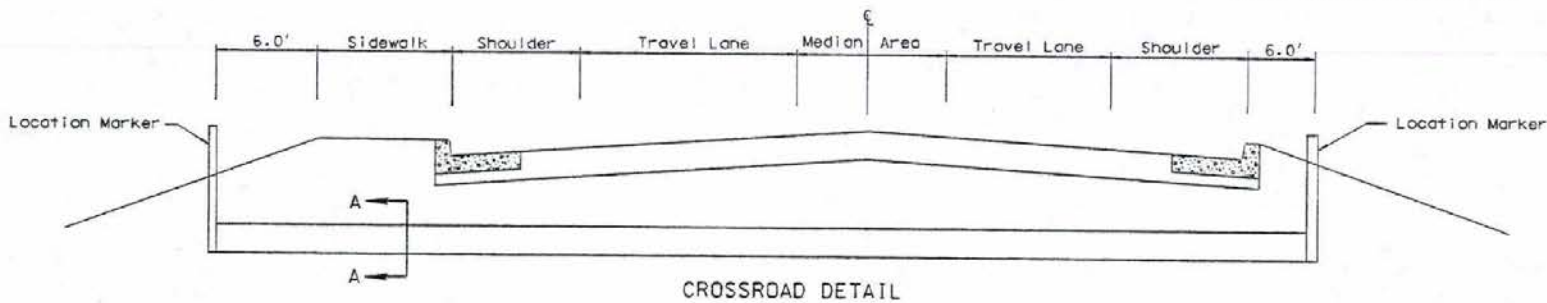 ℄
6.0' Sidewalk Shoulder Travel Lane Median Area Travel Lane Shoulder 6.0'
Location Marker
Location Marker
A
A
CROSSROAD DETAIL